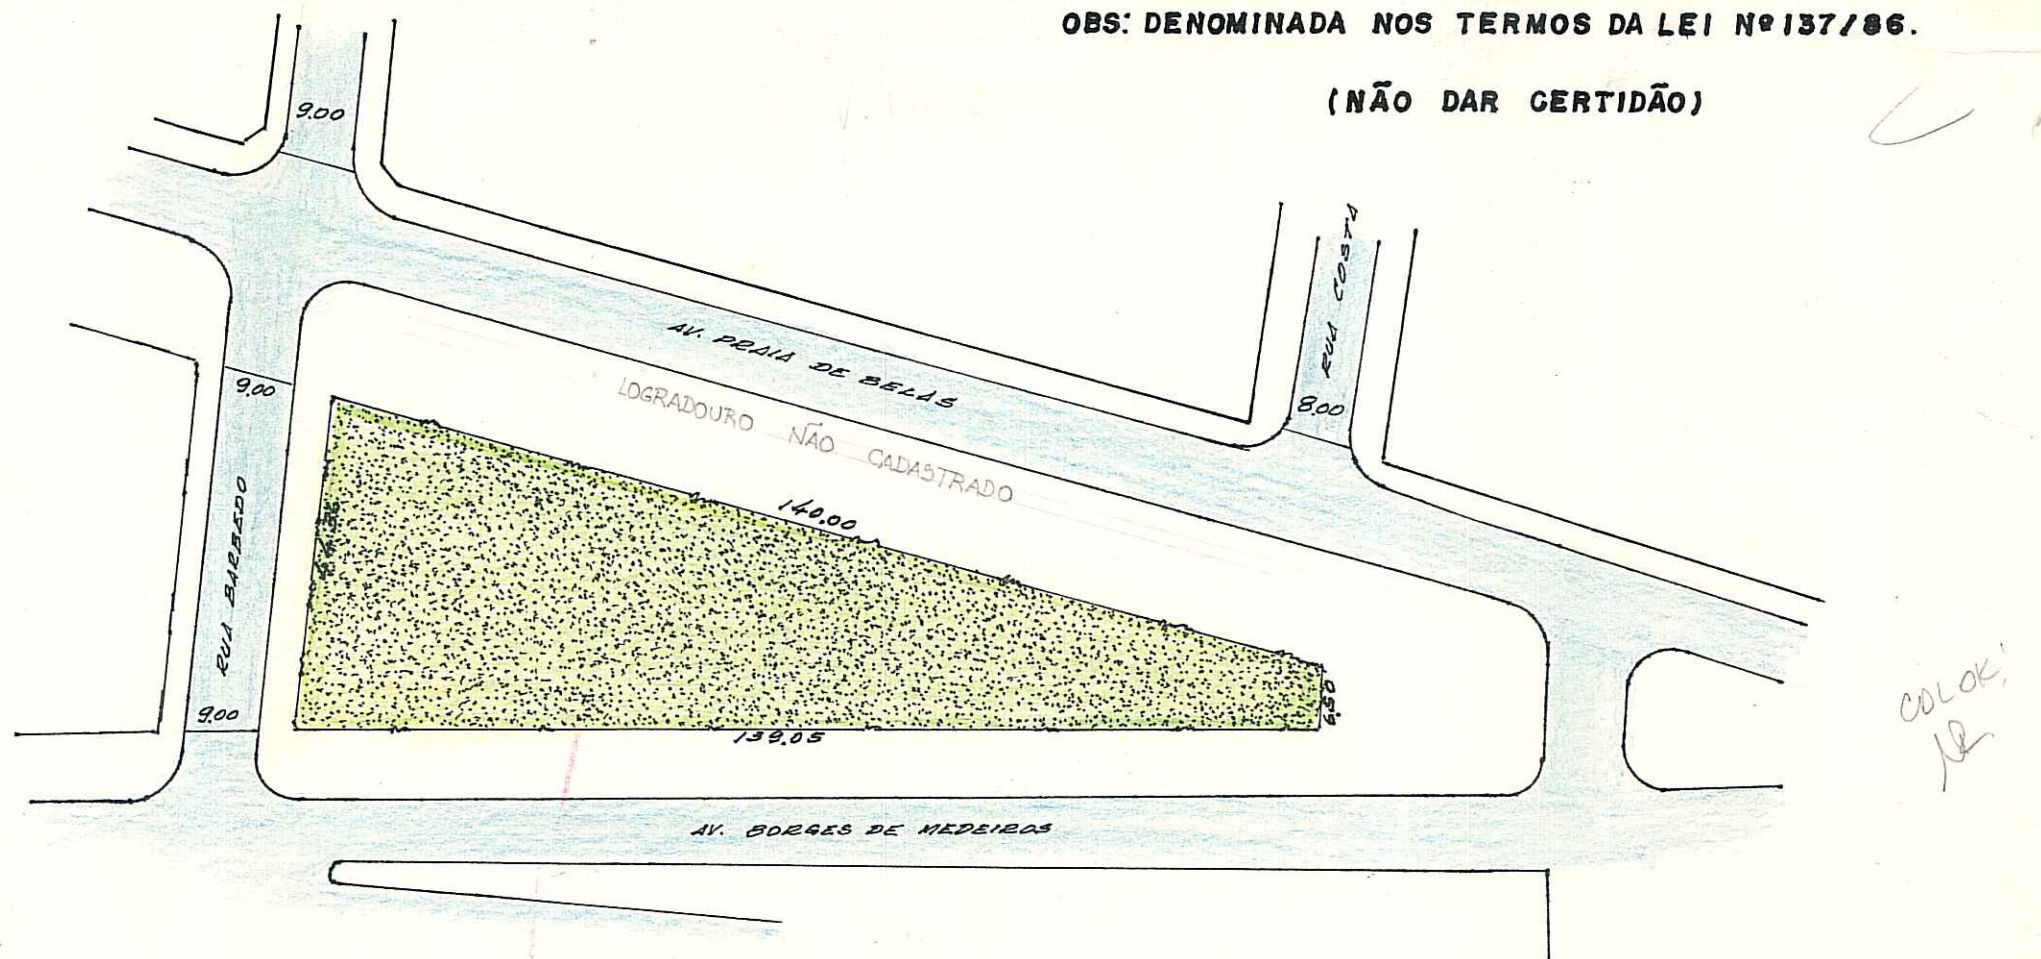 OBS: DENOMINADA NOS TERMOS DA LEI Nº 137/86.
(NÃO DAR CERTIDÃO)
9.00
RUA COSTA
AV. PRAIA DE BELAS
9.00
8.00
LOGRADOURO NÃO CADASTRADO
140.00
RUA BARBEDO
6.50
9.00
139.05
AV. BORGES DE MEDEIROS